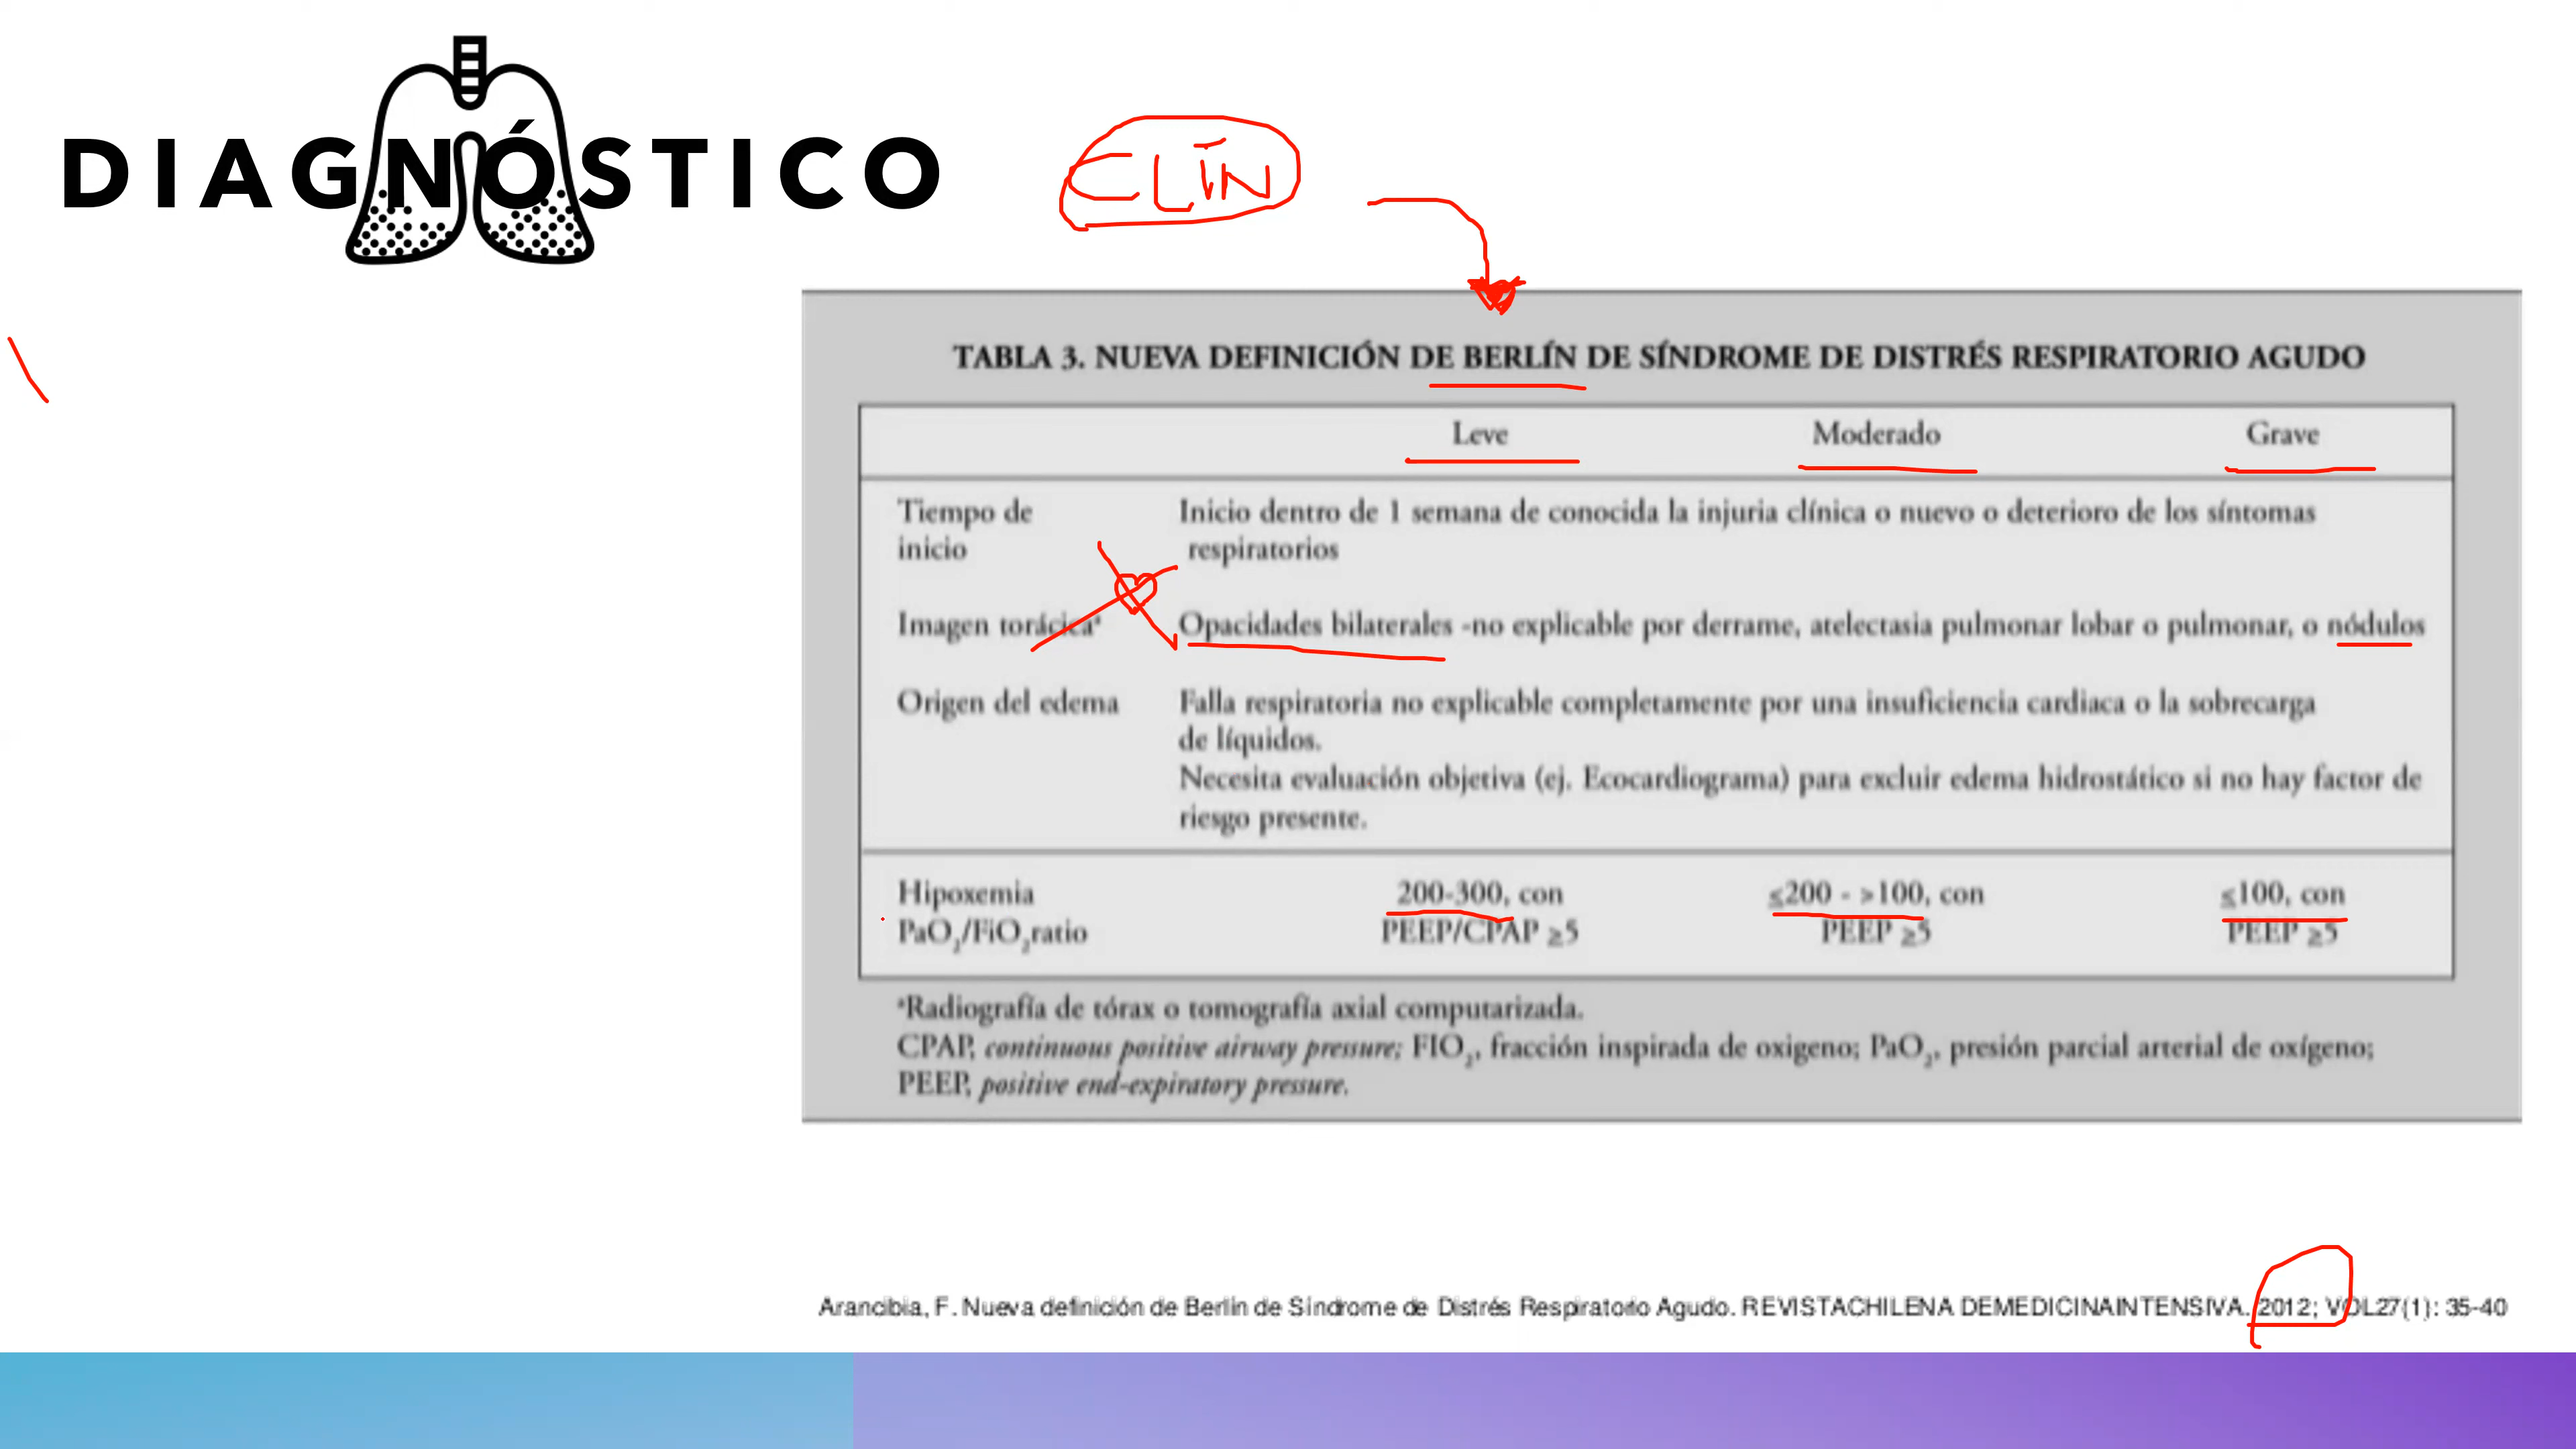 DIAGNÓSTICO
CLÍN
TABLA 3. NUEVA DEFINICIÓN DE BERLÍN DE SÍNDROME DE DISTRÉS RESPIRATORIO AGUDO
Leve Moderado Grave
Tiempo de Inicio dentro de 1 semana de conocida la injuria clínica o nuevo o deterioro de los síntomas
inicio respiratorios
Imagen torácicaª Opacidades bilaterales -no explicable por derrame, atelectasia pulmonar lobar o pulmonar, o nódulos
Origen del edema Falla respiratoria no explicable completamente por una insuficiencia cardiaca o la sobrecarga
de líquidos.
Necesita evaluación objetiva (ej. Ecocardiograma) para excluir edema hidrostático si no hay factor de
riesgo presente.
Hipoxemia 200-300, con ≤200 - >100, con ≤100, con
PaO₂/FiO₂ratio PEEP/CPAP ≥5 PEEP ≥5 PEEP ≥5
ªRadiografía de tórax o tomografía axial computarizada.
CPAP, continuous positive airway pressure; FIO₂, fracción inspirada de oxigeno; PaO₂, presión parcial arterial de oxígeno;
PEEP, positive end-expiratory pressure.
Arancibia, F. Nueva definición de Berlín de Síndrome de Distrés Respiratorio Agudo. REVISTACHILENA DEMEDICINAINTENSIVA. 2012; VOL27(1): 35-40